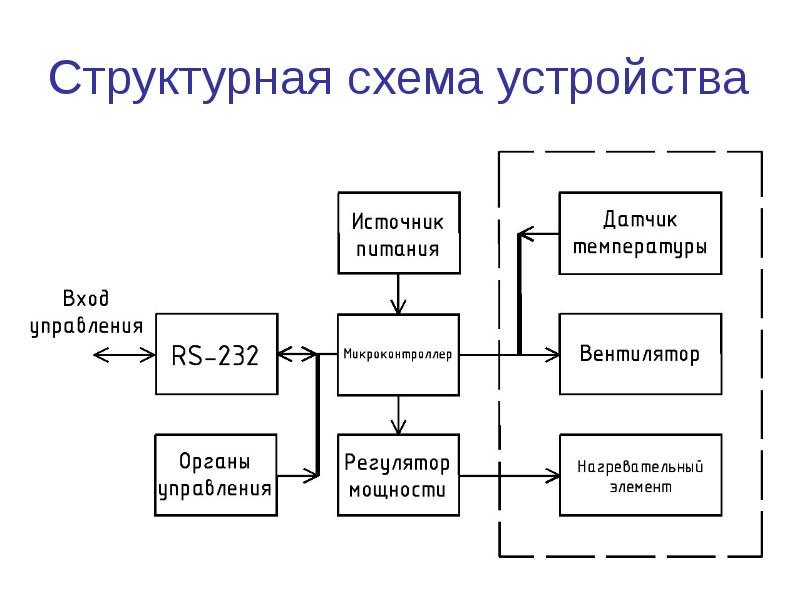 Структурная схема устройства
Источник
питания
Датчик
температуры
Вход
управления
RS-232
Микроконтроллер
Вентилятор
Органы
управления
Регулятор
мощности
Нагревательный
элемент